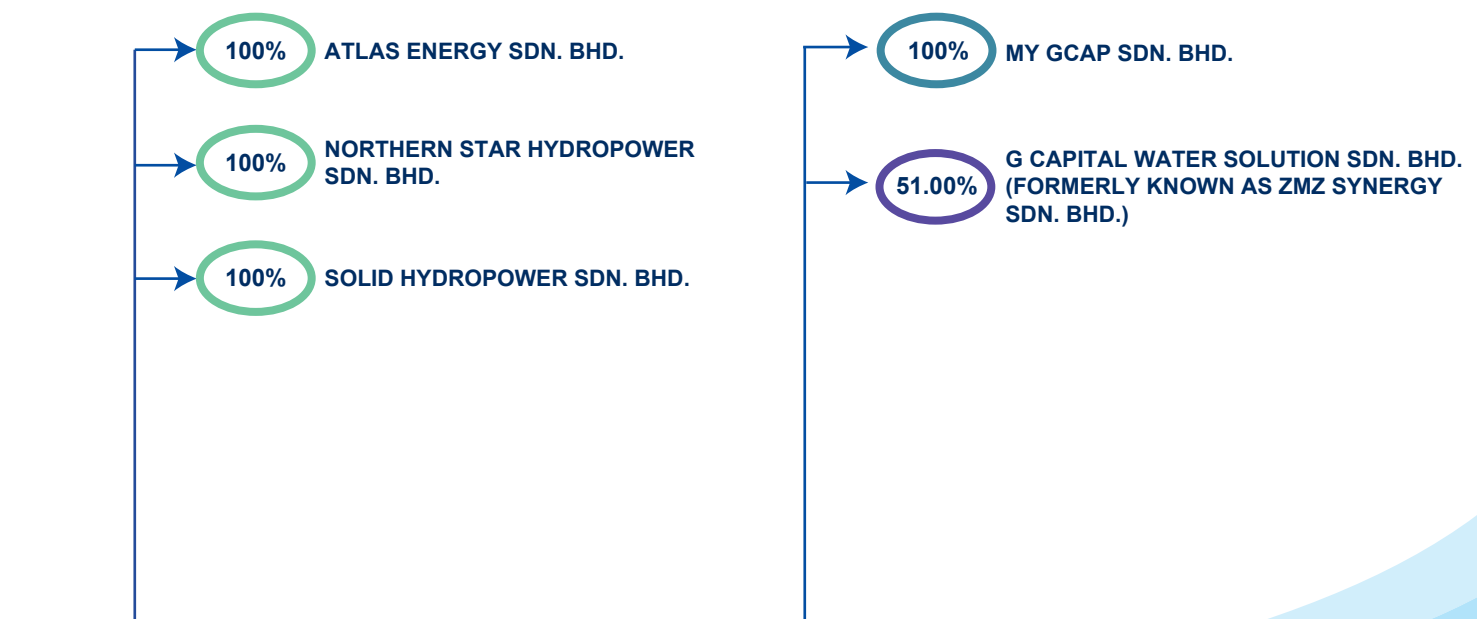 100%
ATLAS ENERGY SDN. BHD.
100%
NORTHERN STAR HYDROPOWER
SDN. BHD.
100%
SOLID HYDROPOWER SDN. BHD.
100%
MY GCAP SDN. BHD.
51.00%
G CAPITAL WATER SOLUTION SDN. BHD.
(FORMERLY KNOWN AS ZMZ SYNERGY
SDN. BHD.)